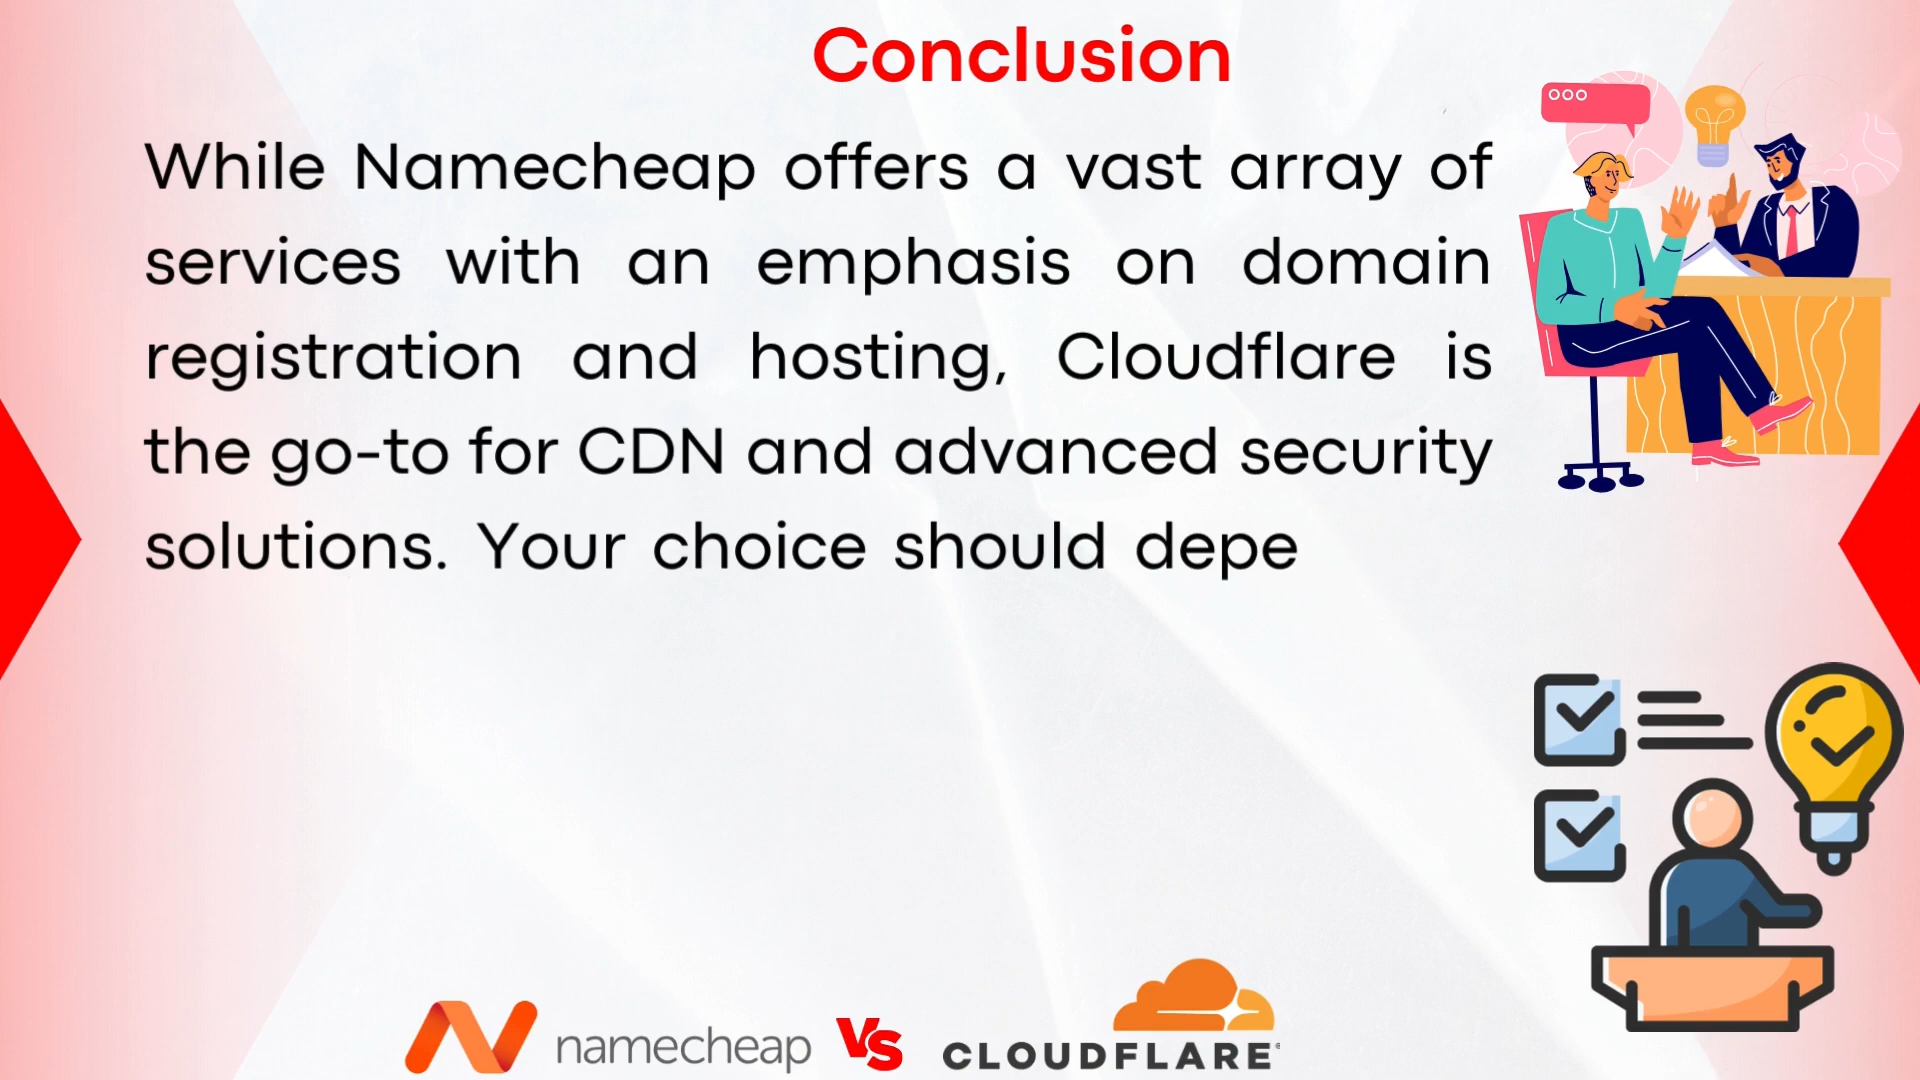 Conclusion
While Namecheap offers a vast array of
services with an emphasis on domain
registration and hosting, Cloudflare is
the go-to for CDN and advanced security
solutions. Your choice should depe
namecheap VS CLOUDFLARE